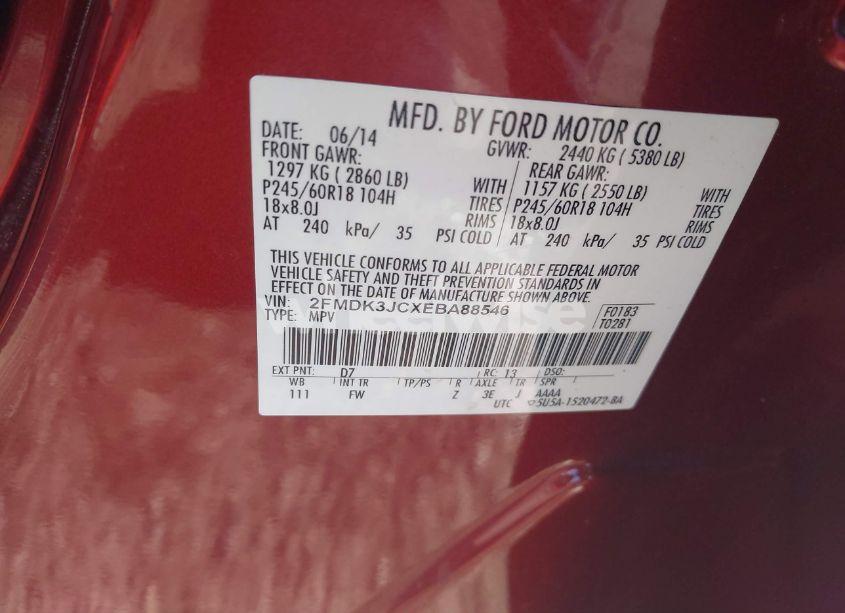 MFD. BY FORD MOTOR CO.
DATE: 06/14 GVWR: 2440 KG ( 5380 LB)
FRONT GAWR: REAR GAWR:
1297 KG ( 2860 LB) WITH 1157 KG ( 2550 LB) WITH
P245/60R18 104H TIRES P245/60R18 104H TIRES
18x8.0J RIMS 18x8.0J RIMS
AT 240 kPa/ 35 PSI COLD AT 240 kPa/ 35 PSI COLD
THIS VEHICLE CONFORMS TO ALL APPLICABLE FEDERAL MOTOR
VEHICLE SAFETY AND THEFT PREVENTION STANDARDS IN
EFFECT ON THE DATE OF MANUFACTURE SHOWN ABOVE.
VIN: 2FMDK3JCXEBA88546 F0183
TYPE: MPV T0281
EXT PNT: D7 RC: 13 DSO:
WB INT TR TP/PS R AXLE TR SPR
111 FW Z 3E J AAAA
UTC 5U5A-1520472-BA